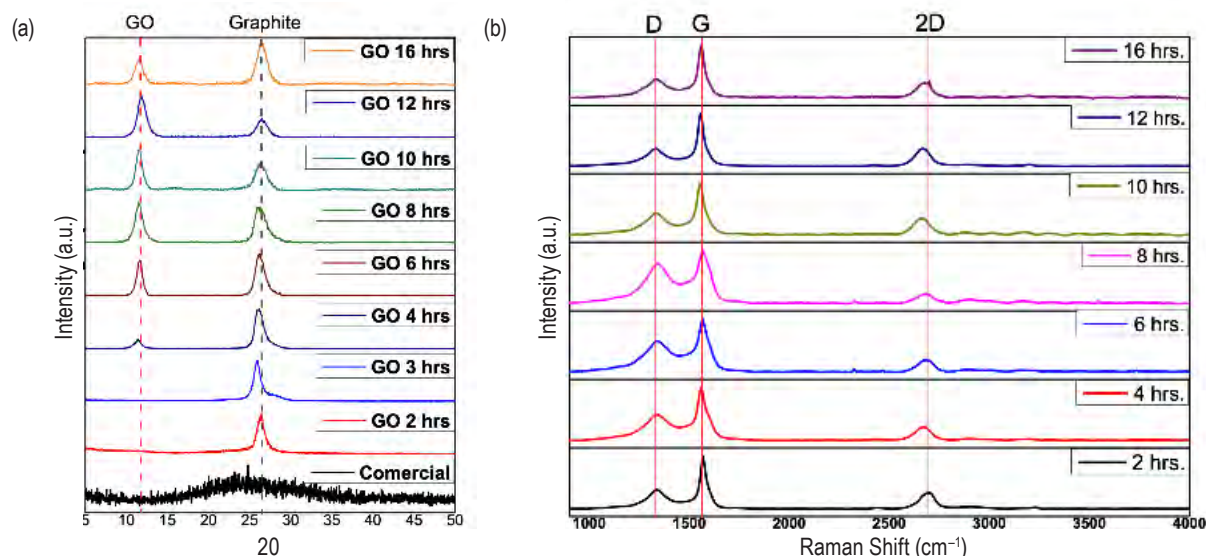 (a)
GO
Graphite
GO 16 hrs
GO 12 hrs
GO 10 hrs
GO 8 hrs
GO 6 hrs
GO 4 hrs
GO 3 hrs
GO 2 hrs
Comercial
Intensity (a.u.)
5 10 15 20 25 30 35 40 45 50
20
(b)
D G 2D
16 hrs.
12 hrs.
10 hrs.
8 hrs.
6 hrs.
4 hrs.
2 hrs.
Intensity (a.u.)
1000 1500 2000 2500 3000 3500 4000
Raman Shift (cm⁻¹)